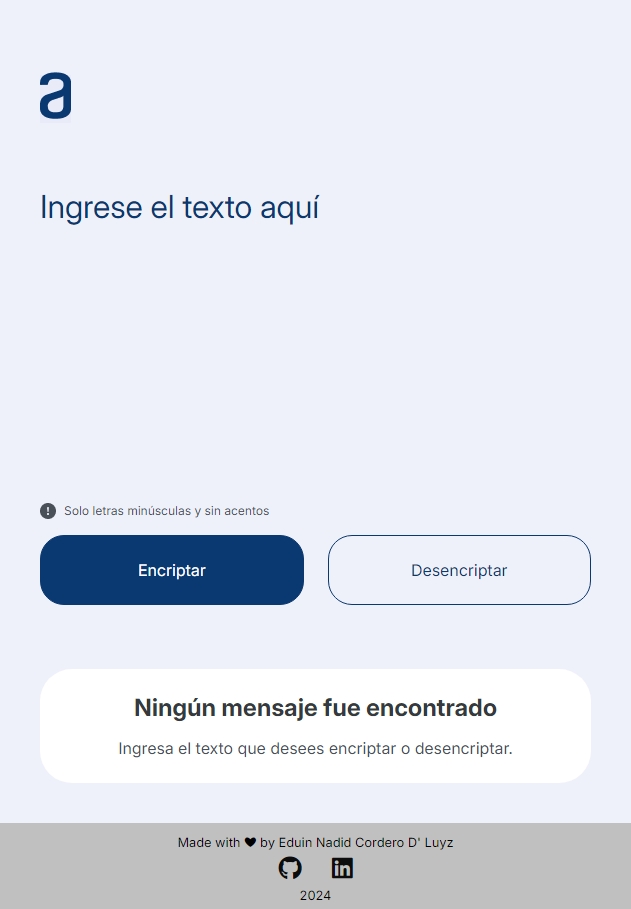 a
Ingrese el texto aquí
! Solo letras minúsculas y sin acentos
Encriptar
Desencriptar
Ningún mensaje fue encontrado
Ingresa el texto que desees encriptar o desencriptar.
Made with ♥ by Eduin Nadid Cordero D' Luyz
in
2024